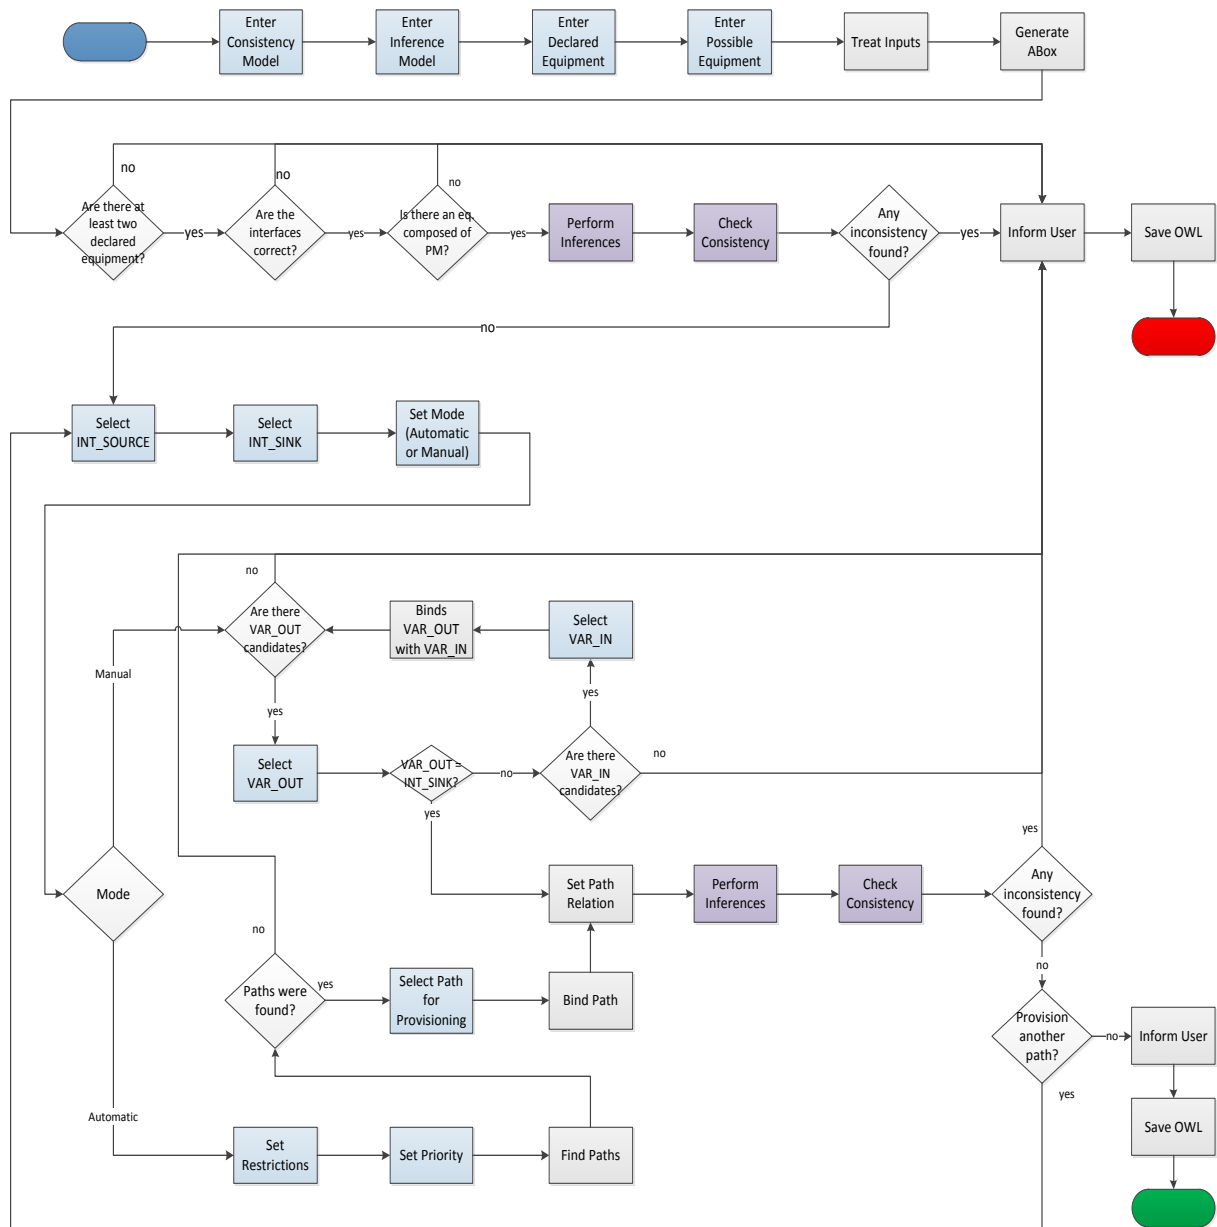 Enter
Consistency
Model
Enter
Inference
Model
Enter
Declared
Equipment
Enter
Possible
Equipment
Treat Inputs
Generate
ABox
no
no
no
Are there at
least two
declared
equipment?
yes
Are the
interfaces
correct?
yes
Is there an eq.
composed of
PM?
yes
Perform
Inferences
Check
Consistency
Any
inconsistency
found?
yes
Inform User
Save OWL
no
Select
INT_SOURCE
Select
INT_SINK
Set Mode
(Automatic
or Manual)
no
Are there
VAR_OUT
candidates?
Binds
VAR_OUT
with VAR_IN
Select
VAR_IN
Manual
yes
yes
Select
VAR_OUT
VAR_OUT =
INT_SINK?
no
Are there
VAR_IN
candidates?
no
yes
yes
Mode
Set Path
Relation
Perform
Inferences
Check
Consistency
Any
inconsistency
found?
no
no
Paths were
found?
yes
Select Path
for
Provisioning
Bind Path
Provision
another
path?
no
Inform User
yes
Automatic
Set
Restrictions
Set Priority
Find Paths
Save OWL